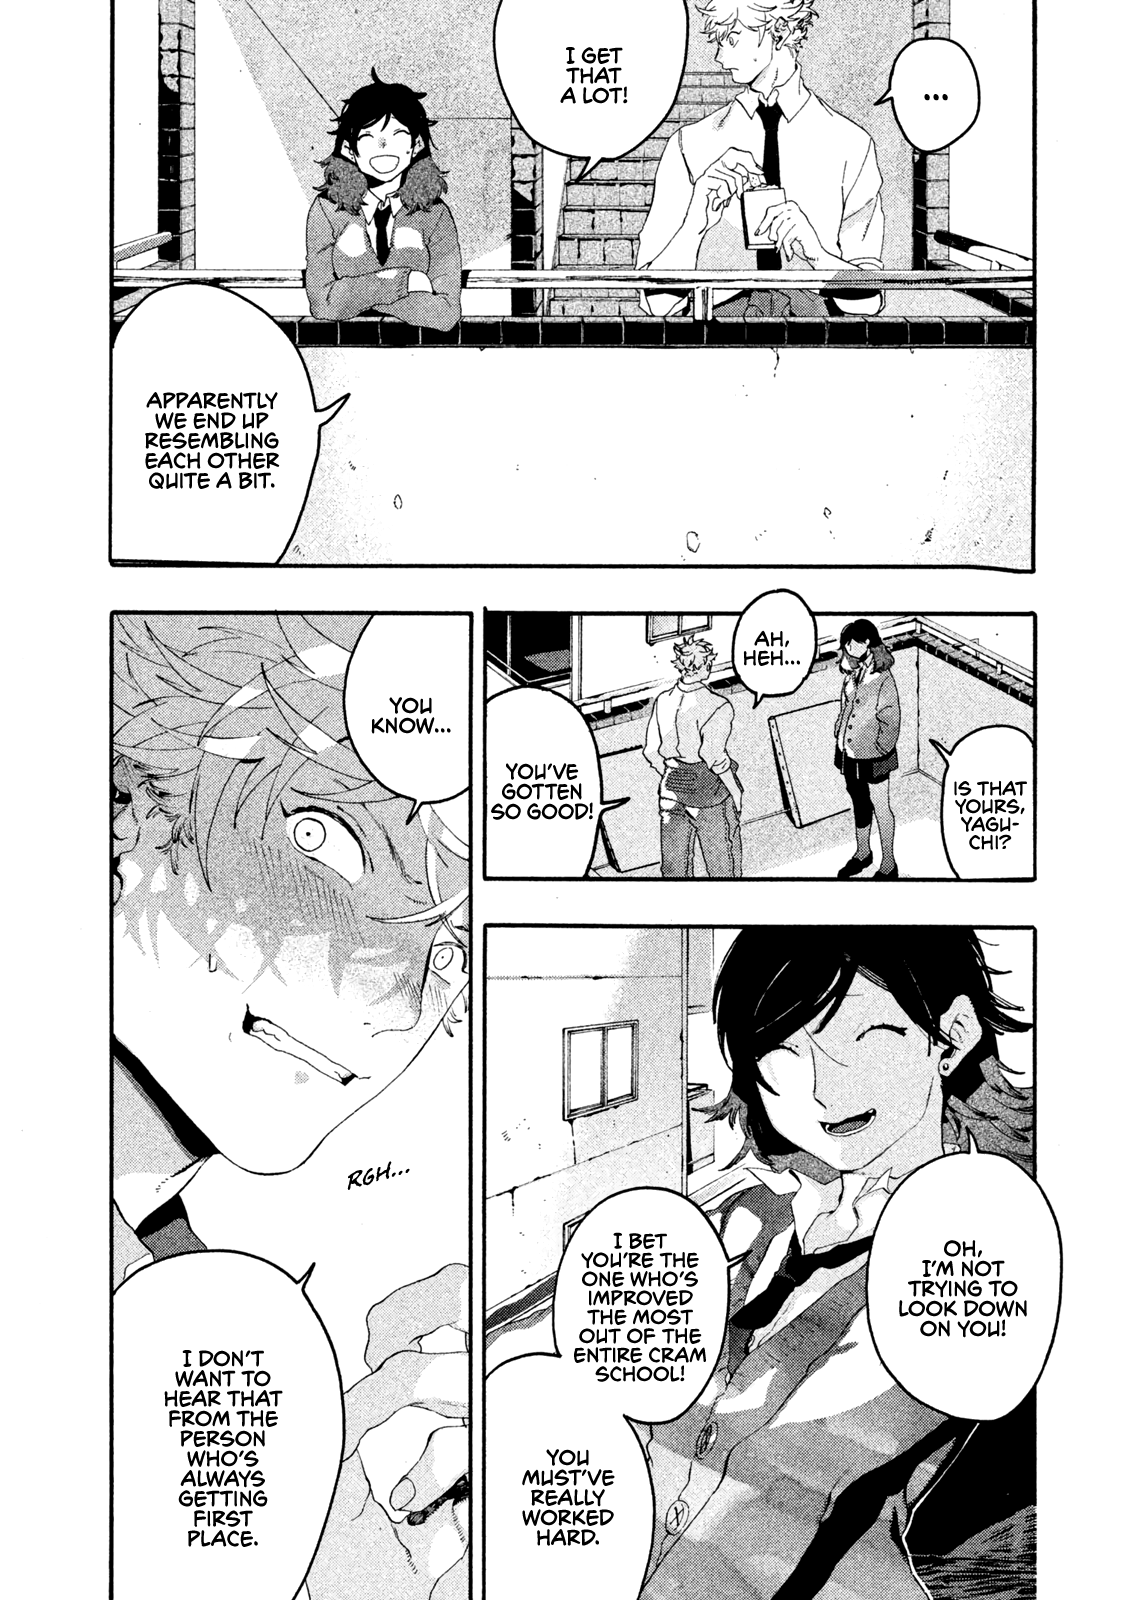 ...
I GET
THAT
A LOT!
APPARENTLY
WE END UP
RESEMBLING
EACH OTHER
QUITE A BIT.
IS THAT
YOURS,
YAGU-
CHI?
AH,
HEH...
YOU'VE
GOTTEN
SO GOOD!
OH,
I'M NOT
TRYING TO
LOOK DOWN
ON YOU!
I BET
YOU'RE THE
ONE WHO'S
IMPROVED
THE MOST
OUT OF THE
ENTIRE CRAM
SCHOOL!
YOU
MUST'VE
REALLY
WORKED
HARD.
YOU
KNOW...
RGH...
I DON'T
WANT TO
HEAR THAT
FROM THE
PERSON
WHO'S
ALWAYS
GETTING
FIRST
PLACE.